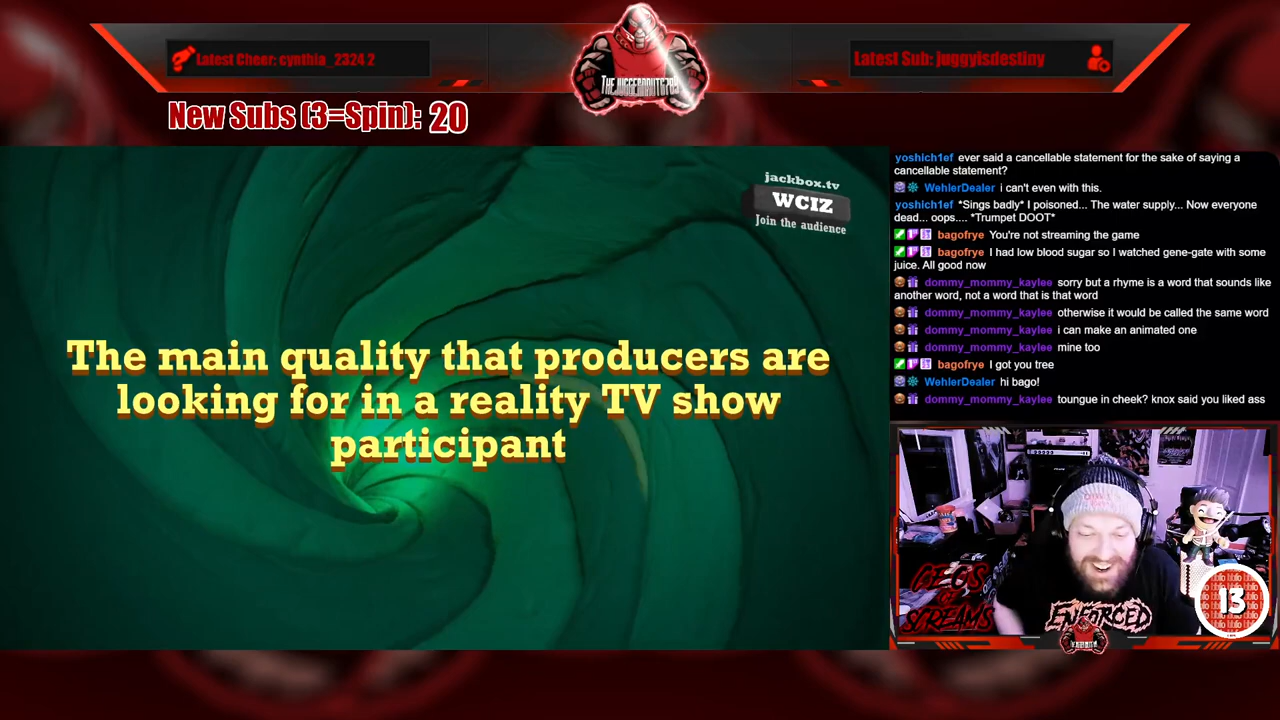 Latest Cheer: cynthia_2324 2
THEJUGGERNAUT6789
Latest Sub: juggyisdestiny
New Subs (3=Spin): 20
jackbox.tv
WCIZ
Join the audience
The main quality that producers are
looking for in a reality TV show
participant
yoshich1ef ever said a cancellable statement for the sake of saying a
cancellable statement?
WehlerDealer i can't even with this.
yoshich1ef *Sings badly* I poisoned... The water supply... Now everyone
dead... oops.... *Trumpet DOOT*
bagofrye You're not streaming the game
bagofrye I had low blood sugar so I watched gene-gate with some
juice. All good now
dommy_mommy_kaylee sorry but a rhyme is a word that sounds like
another word, not a word that is that word
dommy_mommy_kaylee otherwise it would be called the same word
dommy_mommy_kaylee i can make an animated one
dommy_mommy_kaylee mine too
bagofrye I got you tree
WehlerDealer hi bago!
dommy_mommy_kaylee toungue in cheek? knox said you liked ass
OF
SCREAMS
ENFORCED
13